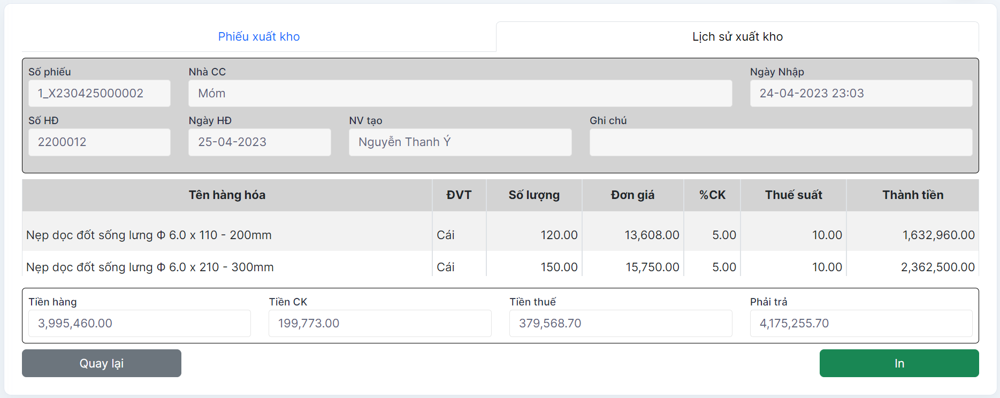 Phiếu xuất kho
Lịch sử xuất kho
Số phiếu
Nhà CC
Ngày Nhập
1_X230425000002
Móm
24-04-2023 23:03
Số HĐ
Ngày HĐ
NV tạo
Ghi chú
2200012
25-04-2023
Nguyễn Thanh Ý
Tên hàng hóa ĐVT Số lượng Đơn giá %CK Thuế suất Thành tiền
Nẹp dọc đốt sống lưng Φ 6.0 x 110 - 200mm Cái 120.00 13,608.00 5.00 10.00 1,632,960.00
Nẹp dọc đốt sống lưng Φ 6.0 x 210 - 300mm Cái 150.00 15,750.00 5.00 10.00 2,362,500.00
Tiền hàng
Tiền CK
Tiền thuế
Phải trả
3,995,460.00
199,773.00
379,568.70
4,175,255.70
Quay lại
In